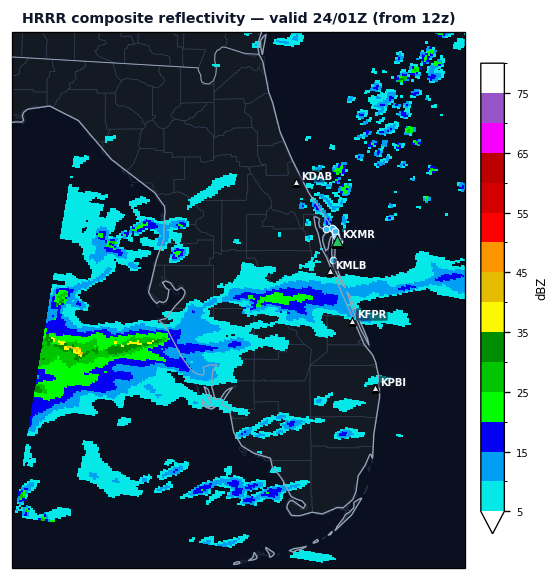 HRRR composite reflectivity — valid 24/01Z (from 12z)
KDAB
KXMR
KMLB
KFPR
KPBI
75
65
55
45
35
25
15
5
dBZ